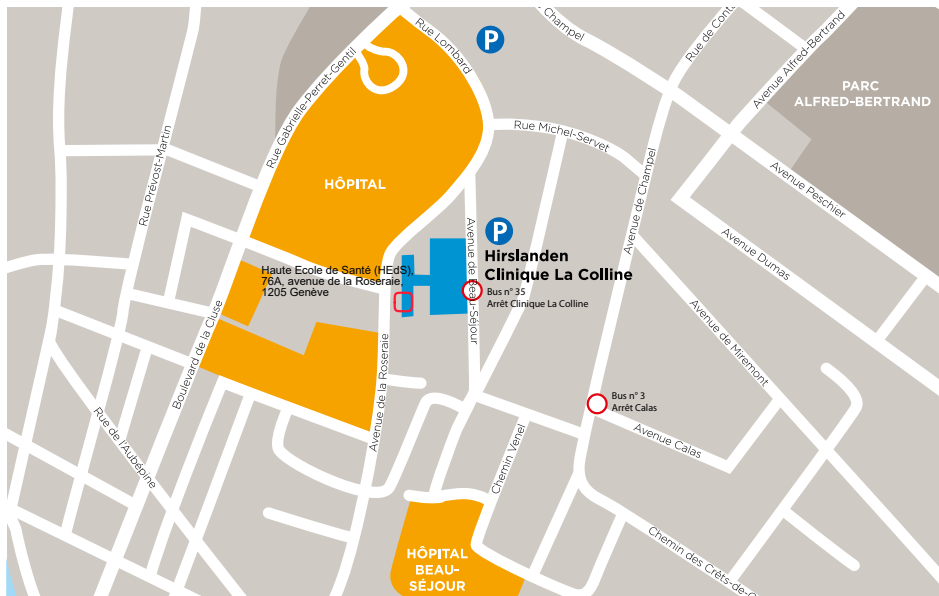 Rue Lombard
P
Champel
Rue de Cont
Avenue Alfred-Bertrand
PARC
ALFRED-BERTRAND
Rue Gabrielle-Perret-Gentil
Rue Prévost-Martin
HÔPITAL
Rue Michel-Servet
Avenue de Champel
Avenue Peschier
Avenue Dumas
Avenue de Beau-Séjour
P
Hirslanden
Clinique La Colline
Haute Ecole de Santé (HEdS),
76A, avenue de la Roseraie,
1205 Genève
Bus n° 35
Arrêt Clinique La Colline
Boulevard de la Cluse
Avenue de la Roseraie
Avenue de Miremont
Bus n° 3
Arrêt Calas
Avenue Calas
Rue de l'Aubépine
Chemin Venel
Chemin des Crêts-de-C
HÔPITAL
BEAU-
SÉJOUR